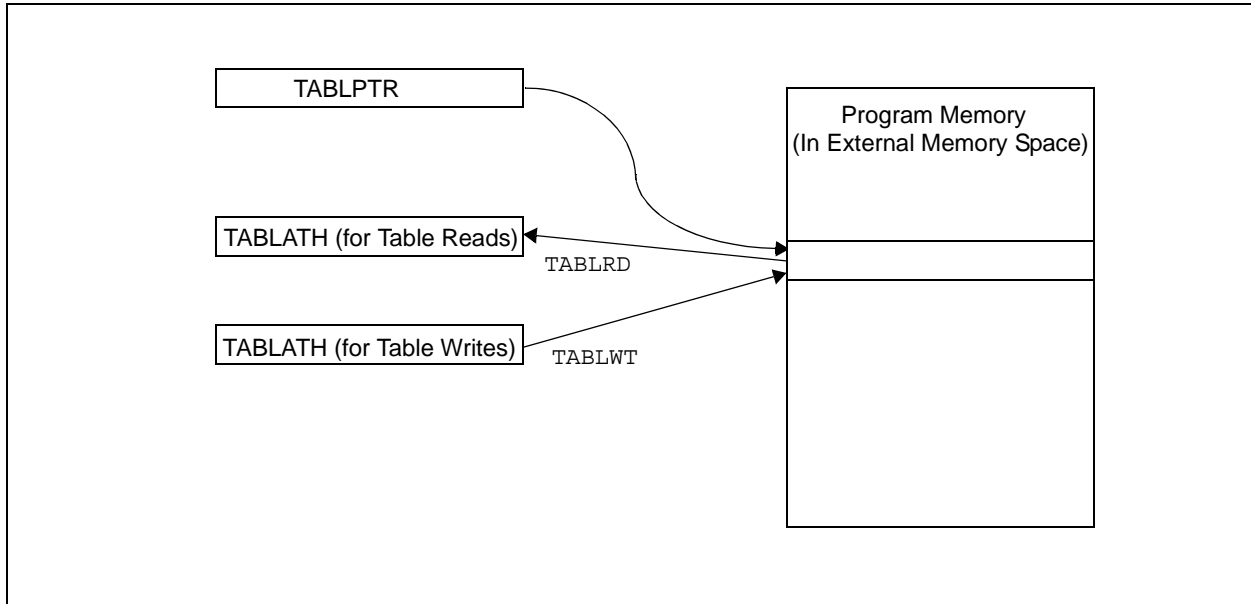 TABLPTR
Program Memory
(In External Memory Space)
TABLATH (for Table Reads)
TABLRD
TABLATH (for Table Writes)
TABLWT